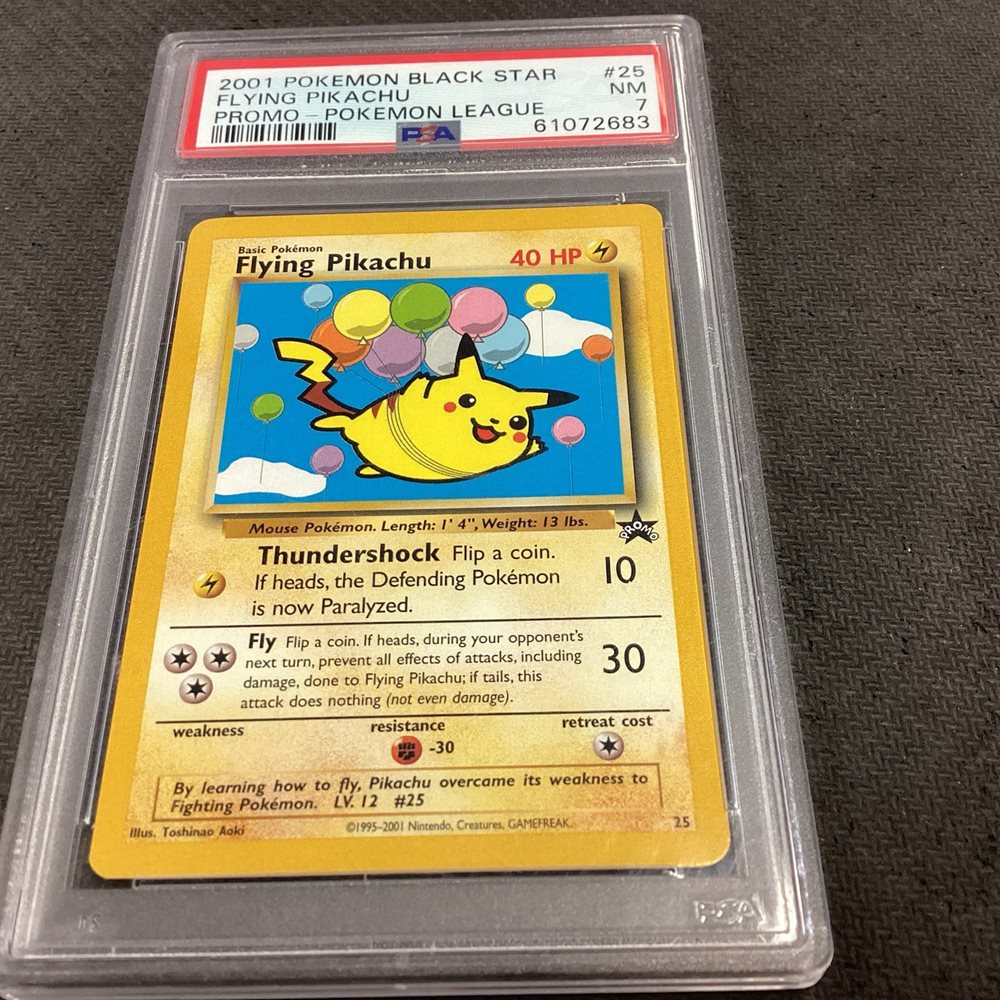 2001 POKEMON BLACK STAR #25
FLYING PIKACHU NM
PROMO - POKEMON LEAGUE 7
PSA 61072683
Basic Pokémon
Flying Pikachu 40 HP
Mouse Pokémon. Length: 1' 4", Weight: 13 lbs.
PROMO
Thundershock Flip a coin.
If heads, the Defending Pokémon 10
is now Paralyzed.
Fly Flip a coin. If heads, during your opponent's
next turn, prevent all effects of attacks, including 30
damage, done to Flying Pikachu; if tails, this
attack does nothing (not even damage).
weakness resistance retreat cost
-30
By learning how to fly, Pikachu overcame its weakness to
Fighting Pokémon. LV. 12 #25
Illus. Toshinao Aoki ©1995-2001 Nintendo, Creatures, GAMEFREAK. 25
PSA